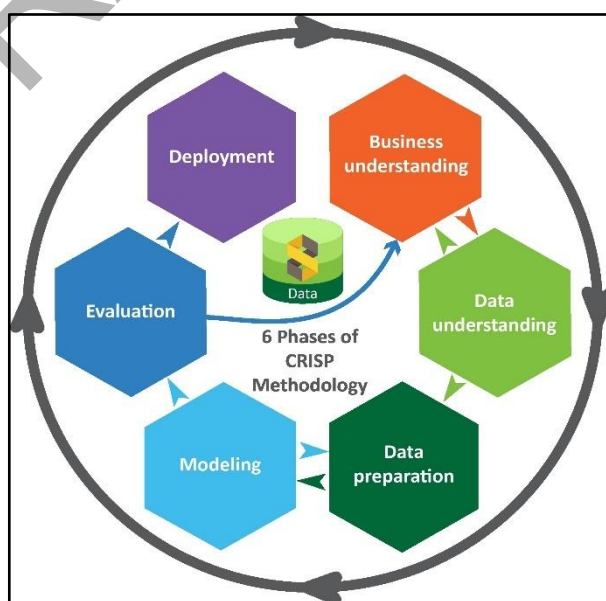 Deployment
Business
understanding
Data
Evaluation
Data
understanding
6 Phases of
CRISP
Methodology
Modeling
Data
preparation